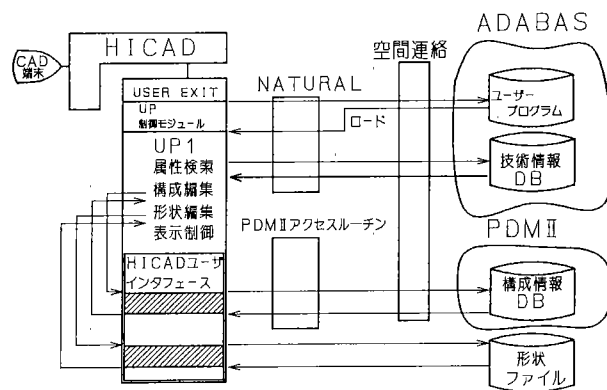 ADABAS
HICAD
CAD
端末
空間連絡
NATURAL
USER EXIT
UP
制御モジュール
ロード
ユーザー
プログラム
UP1
属性検索
構成編集
形状編集
表示制御
技術情報
DB
PDMⅡアクセスルーチン
PDMⅡ
HICADユーザ
インタフェース
構成情報
DB
形状
ファイル